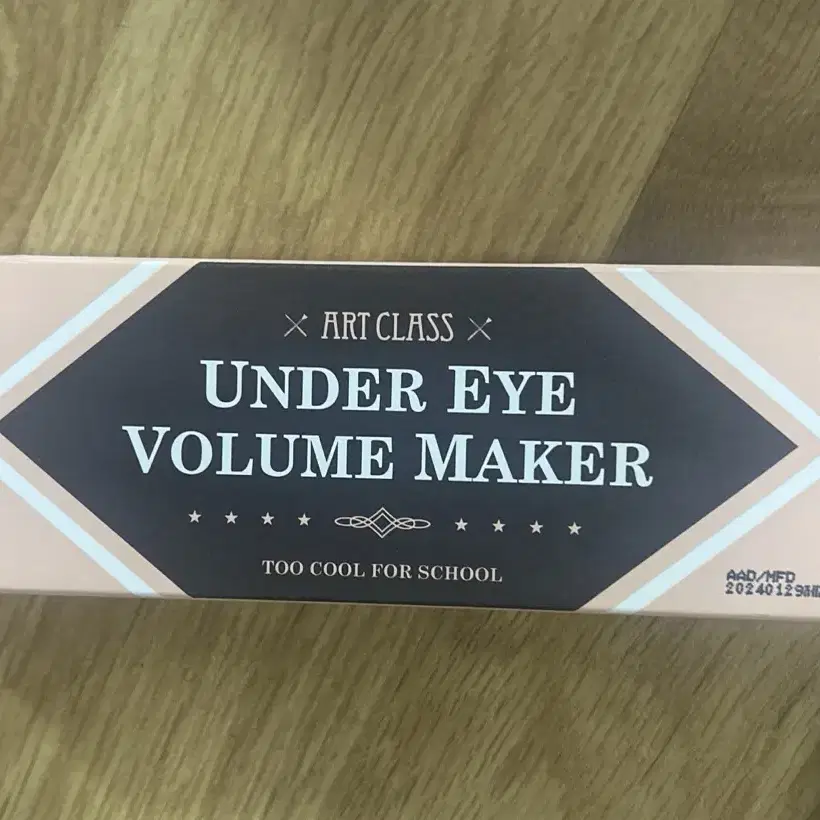 ART CLASS
UNDER EYE
VOLUME MAKER
TOO COOL FOR SCHOOL
AAD/MFD
20240129